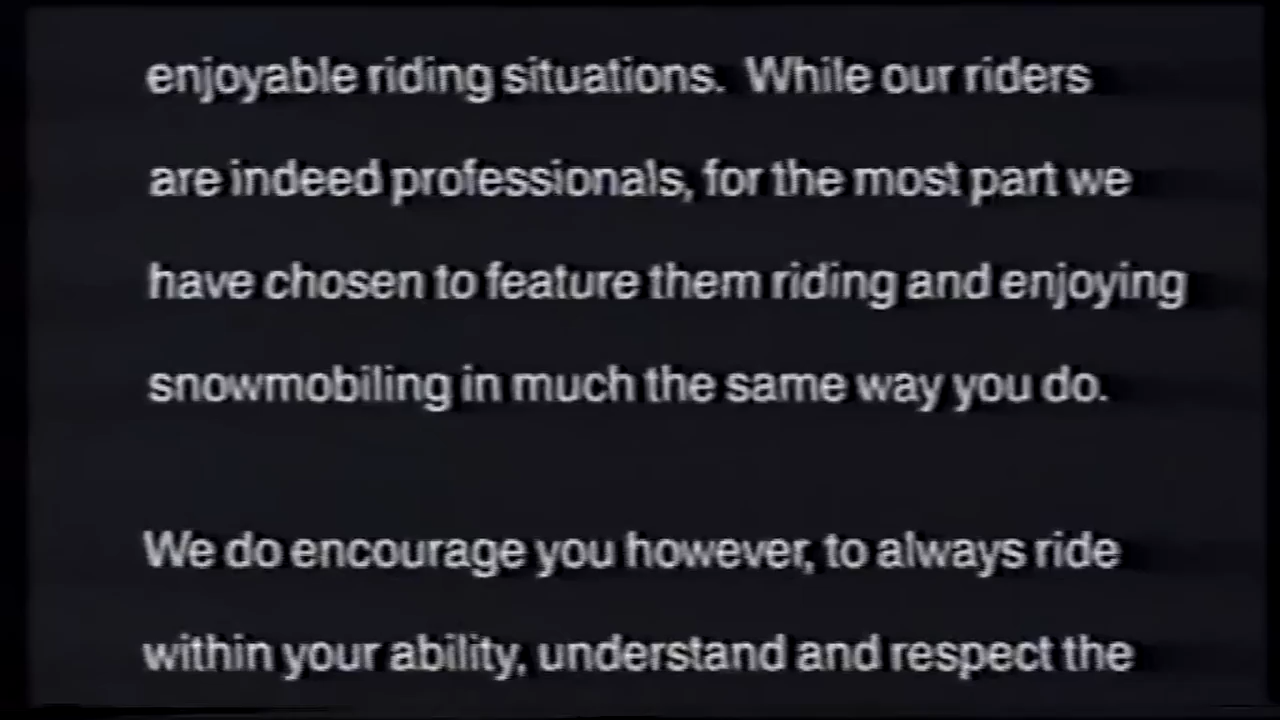 enjoyable riding situations.  While our riders
are indeed professionals, for the most part we
have chosen to feature them riding and enjoying
snowmobiling in much the same way you do.
We do encourage you however, to always ride
within your ability, understand and respect the